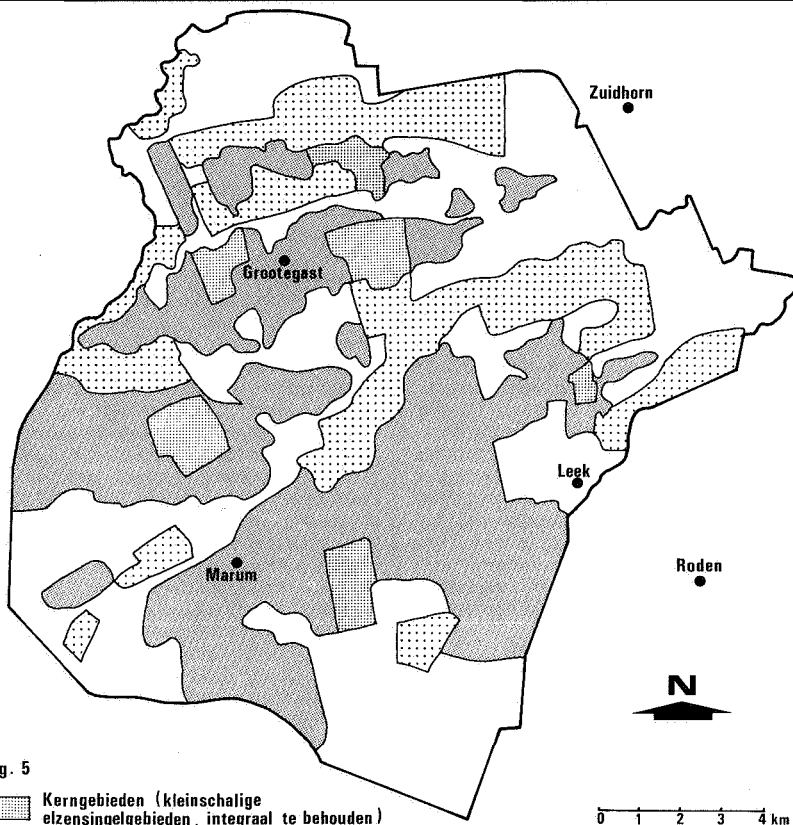 Zuidhorn
Grootegast
Leek
Marum
Roden
N
g. 5
Kerngebieden (kleinschalige
elzensingelgebieden, integraal te behouden)
0 1 2 3 4 km